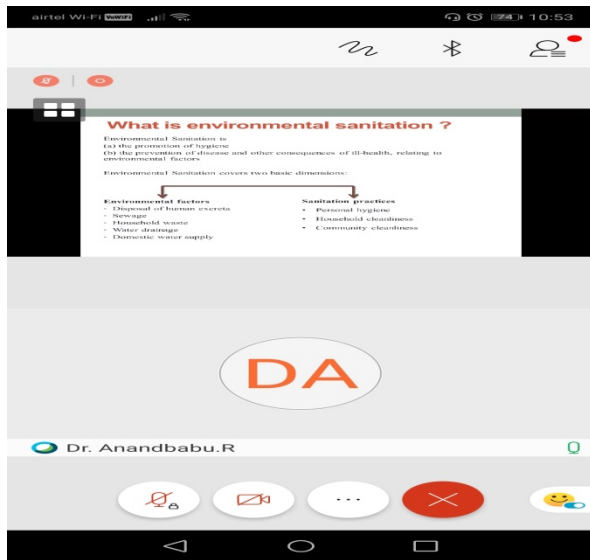 airtel Wi-Fi VoWiFi 74 10:53
What is environmental sanitation ?
Environmental Sanitation is
(a) the promotion of hygiene
(b) the prevention of disease and other consequences of ill-health, relating to
environmental factors
Environmental Sanitation covers two basic dimensions:
Environmental factors
- Disposal of human excreta
- Sewage
- Household waste
- Water drainage
- Domestic water supply
Sanitation practices
• Personal hygiene
• Household cleanliness
• Community cleanliness
DA
Dr. Anandbabu.R